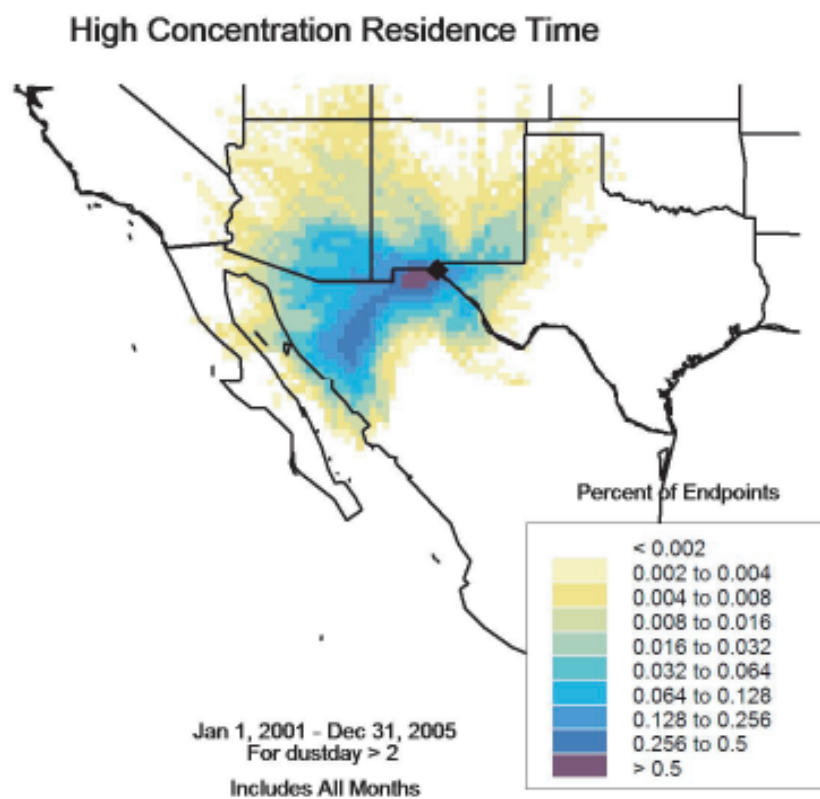 High Concentration Residence Time
Percent of Endpoints
< 0.002
0.002 to 0.004
0.004 to 0.008
0.008 to 0.016
0.016 to 0.032
0.032 to 0.064
0.064 to 0.128
0.128 to 0.256
0.256 to 0.5
> 0.5
Jan 1, 2001 - Dec 31, 2005
For dustday > 2
Includes All Months